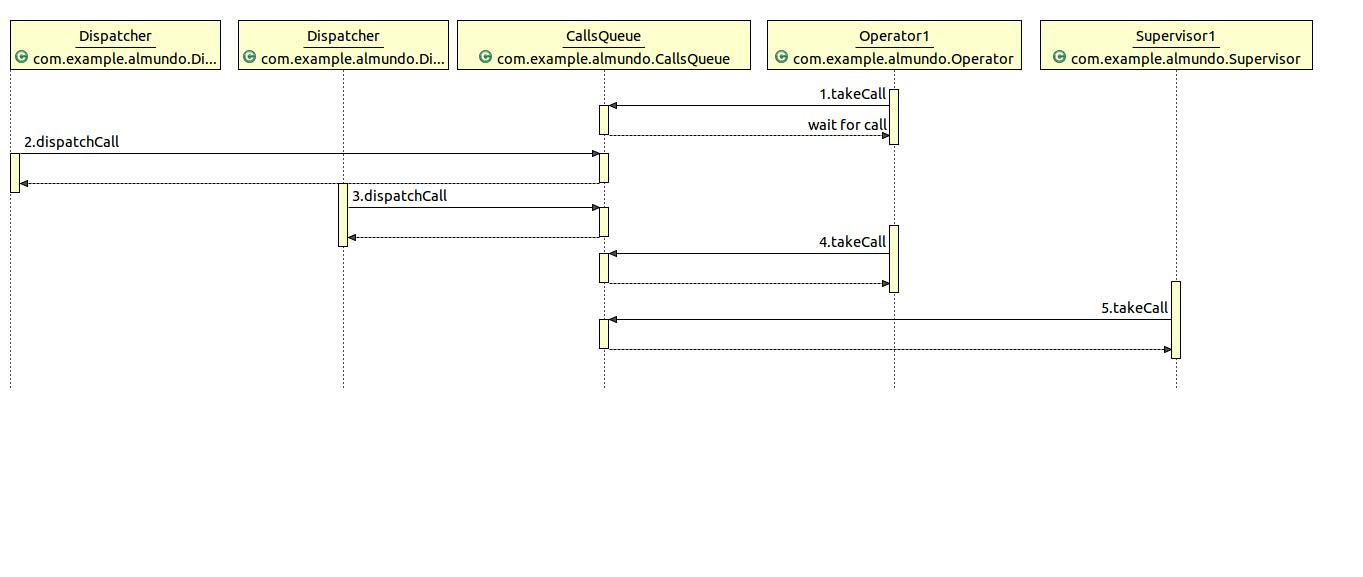 Dispatcher
C com.example.almundo.Di...
Dispatcher
C com.example.almundo.Di...
CallsQueue
C com.example.almundo.CallsQueue
Operator1
C com.example.almundo.Operator
Supervisor1
C com.example.almundo.Supervisor
1.takeCall
wait for call
2.dispatchCall
3.dispatchCall
4.takeCall
5.takeCall